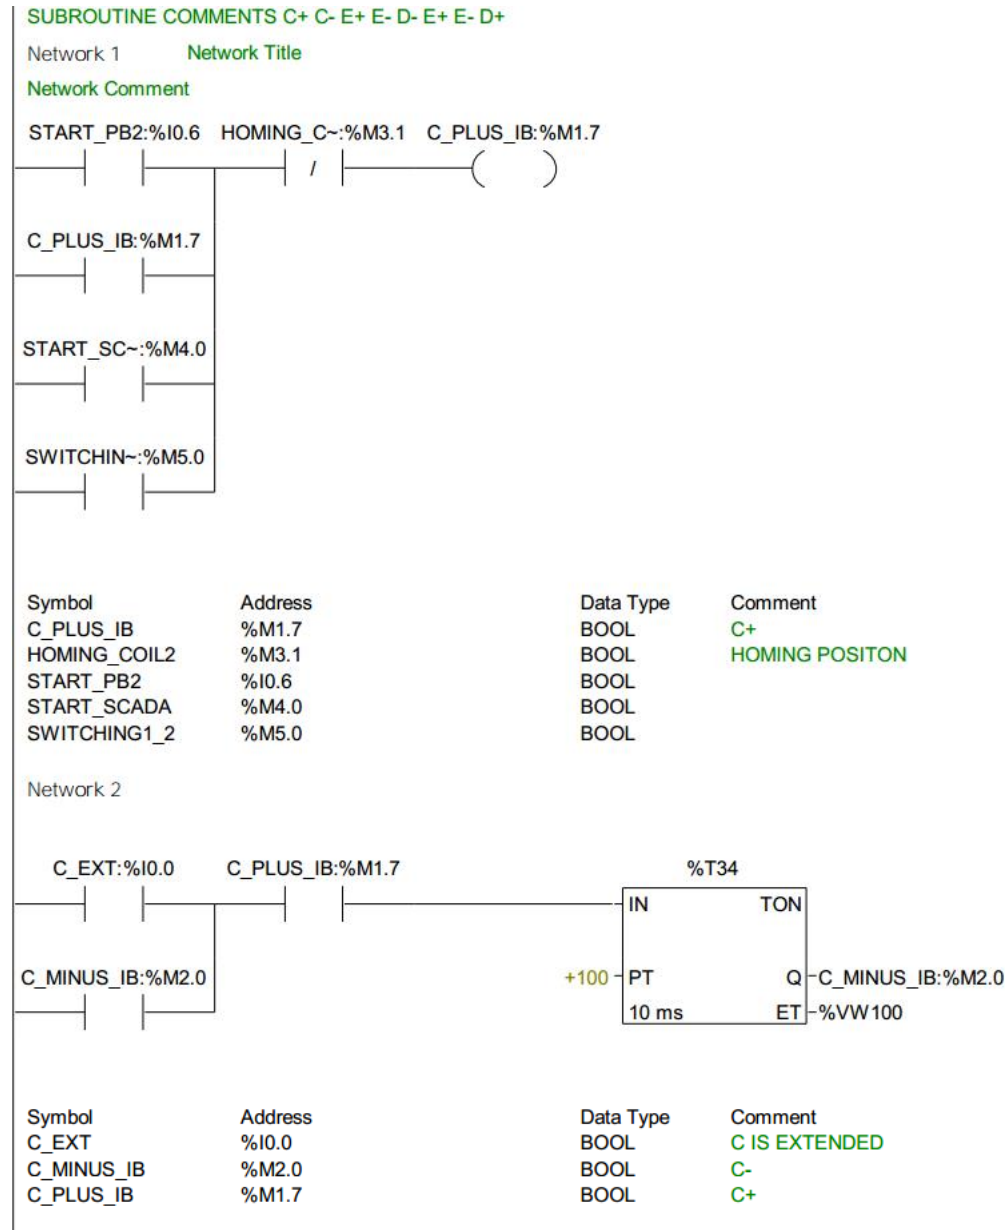 SUBROUTINE COMMENTS C+ C- E+ E- D- E+ E- D+
Network 1 Network Title
Network Comment
START_PB2:%I0.6 HOMING_C~:%M3.1 C_PLUS_IB:%M1.7
/
C_PLUS_IB:%M1.7
START_SC~:%M4.0
SWITCHIN~:%M5.0
Symbol Address Data Type Comment
C_PLUS_IB %M1.7 BOOL C+
HOMING_COIL2 %M3.1 BOOL HOMING POSITON
START_PB2 %I0.6 BOOL
START_SCADA %M4.0 BOOL
SWITCHING1_2 %M5.0 BOOL
Network 2
C_EXT:%I0.0 C_PLUS_IB:%M1.7 %T34
IN TON
C_MINUS_IB:%M2.0 +100 PT Q C_MINUS_IB:%M2.0
10 ms ET %VW100
Symbol Address Data Type Comment
C_EXT %I0.0 BOOL C IS EXTENDED
C_MINUS_IB %M2.0 BOOL C-
C_PLUS_IB %M1.7 BOOL C+